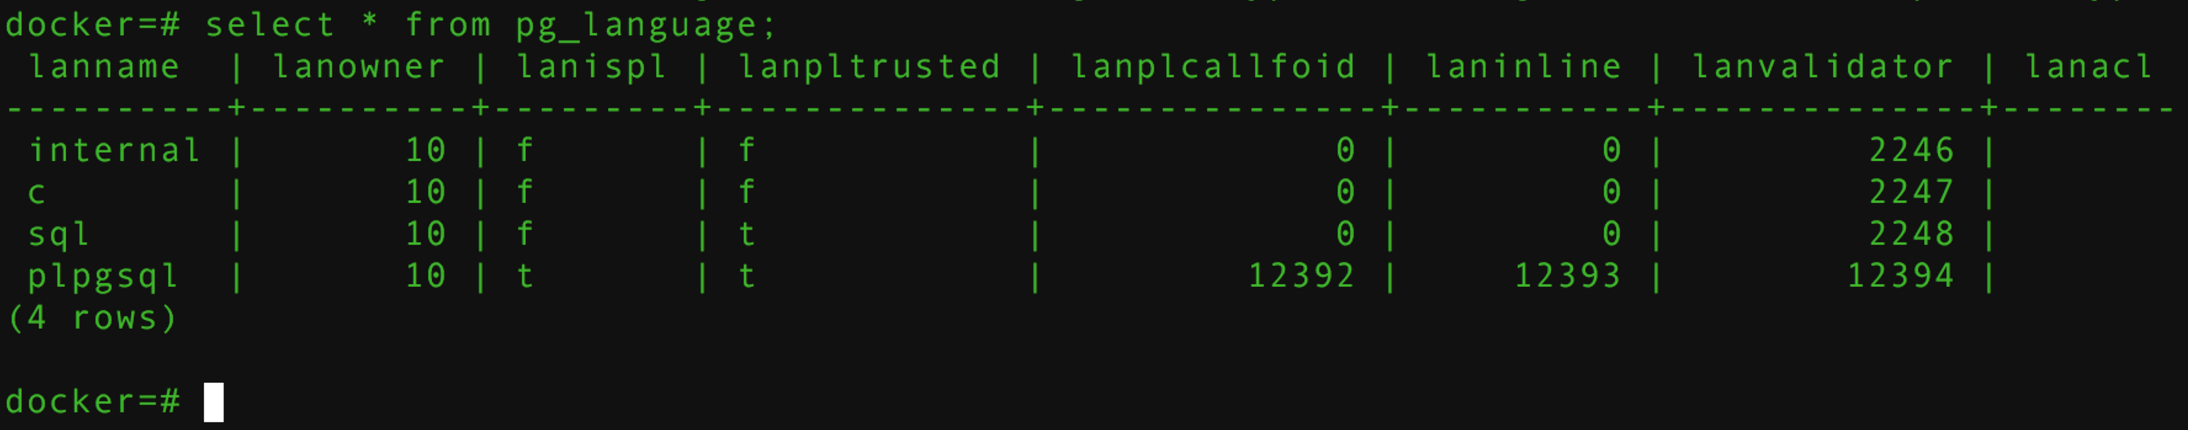 docker=# select * from pg_language;
 lanname  | lanowner | lanispl | lanpltrusted | lanplcallfoid | laninline | lanvalidator | lanacl
----------+----------+---------+--------------+---------------+-----------+--------------+--------
 internal |       10 | f       | f            |             0 |         0 |         2246 |
 c        |       10 | f       | f            |             0 |         0 |         2247 |
 sql      |       10 | f       | t            |             0 |         0 |         2248 |
 plpgsql  |       10 | t       | t            |         12392 |     12393 |        12394 |
(4 rows)
docker=#